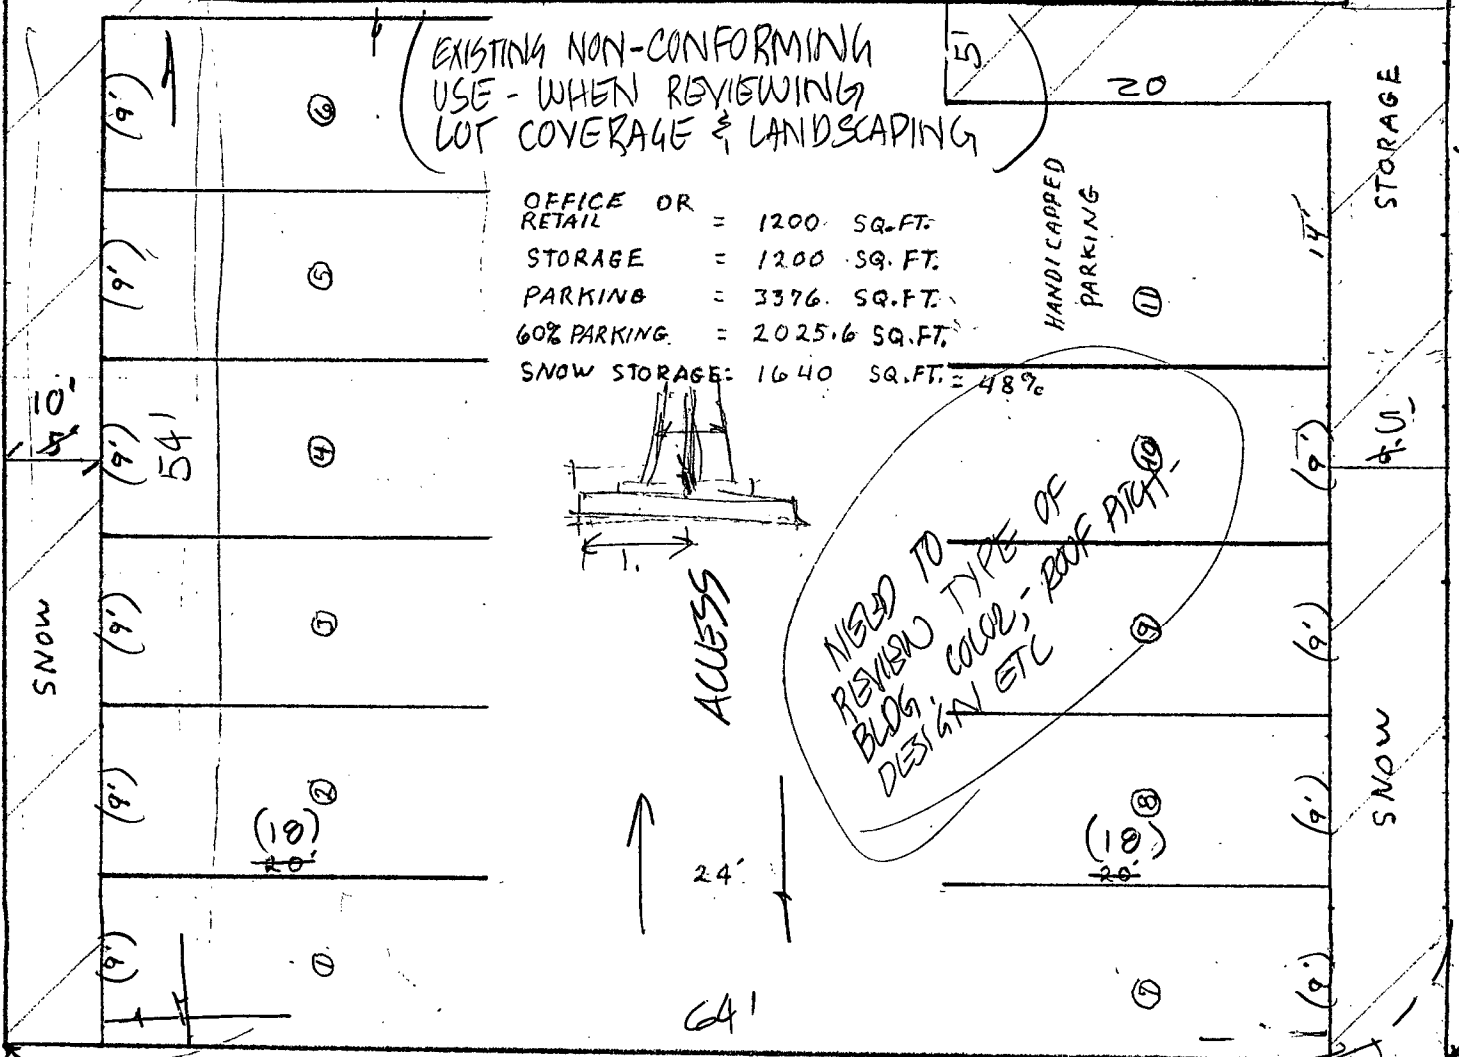 (EXISTING NON-CONFORMING
USE - WHEN REVIEWING
LOT COVERAGE & LANDSCAPING)
OFFICE OR
RETAIL = 1200 SQ.FT.
STORAGE = 1200 SQ. FT.
PARKING = 3376. SQ.FT.
60% PARKING = 2025.6 SQ.FT.
SNOW STORAGE = 1640 SQ.FT. = 48%
5'
20
STORAGE
HANDICAPPED
PARKING
11
14'
(9') 6
(9') 5
10'
(9') 54' 4
10 (9')
(9') 3
9 (9')
SNOW
ACCESS
1.
NEED TO
REVIEW TYPE OF
BLDG, COLOR, - ROOF PITCH -
DESIGN ETC
SNOW
(9') 2
(18)
20'
8 (9')
(18)
20'
24'
(9') 1
7 (9')
64'